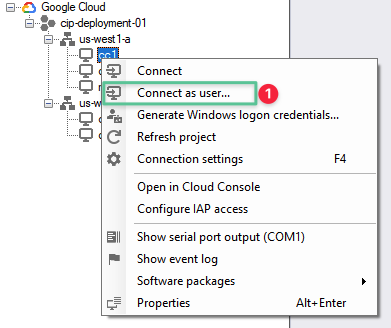 Google Cloud
cip-deployment-01
us-west1-a
cc1
Connect
Connect as user...
1
Generate Windows logon credentials...
Refresh project
Connection settings F4
us-w
Open in Cloud Console
Configure IAP access
Show serial port output (COM1)
Show event log
Software packages
Properties Alt+Enter